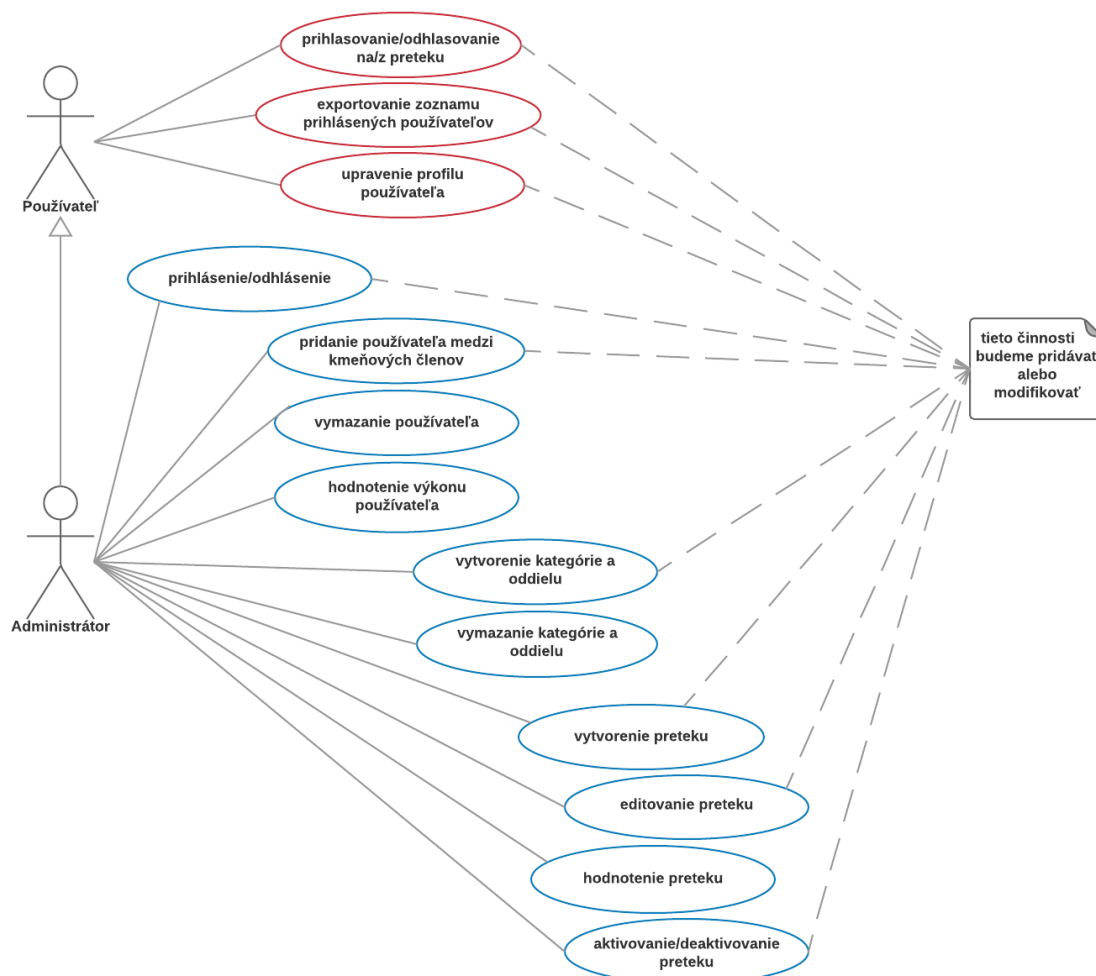 prihlasovanie/odhlasovanie
na/z preteku
exportovanie zoznamu
prihlásených používateľov
upravenie profilu
používateľa
Používateľ
prihlásenie/odhlásenie
pridanie používateľa medzi
kmeňových členov
tieto činnosti
budeme pridávať
alebo
modifikovať
vymazanie používateľa
hodnotenie výkonu
používateľa
vytvorenie kategórie a
oddielu
Administrátor
vymazanie kategórie a
oddielu
vytvorenie preteku
editovanie preteku
hodnotenie preteku
aktivovanie/deaktivovanie
preteku